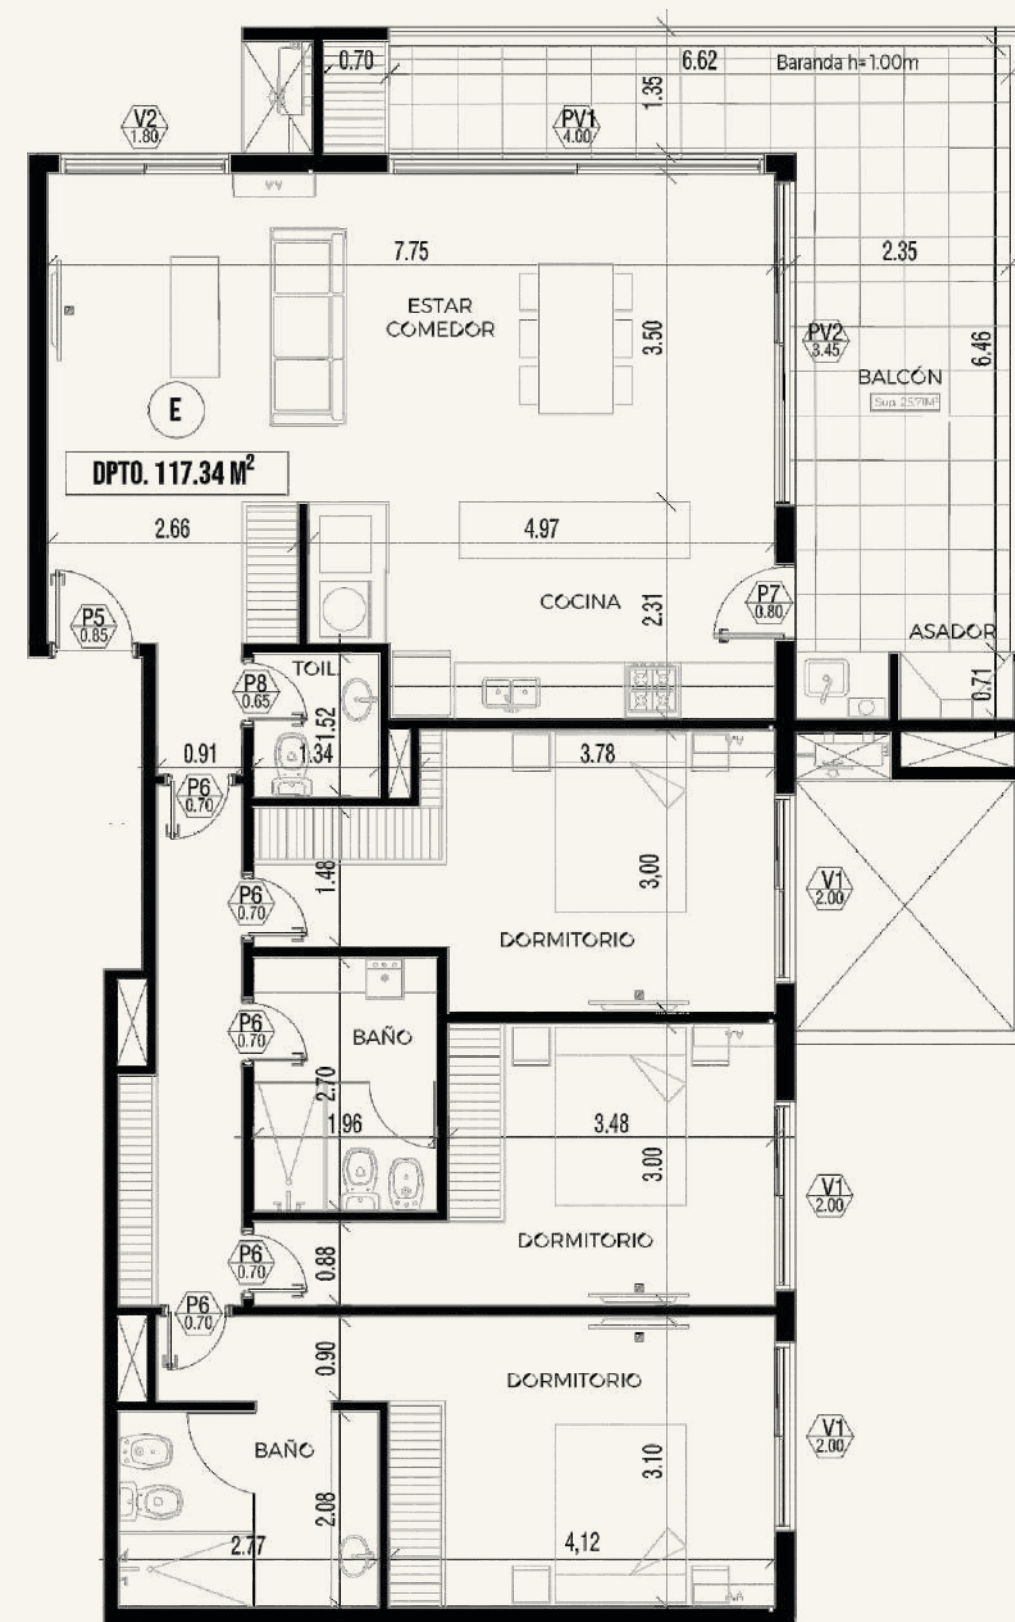 0.70
6.62
Baranda h=1.00m
1.35
V2
1.80
PV1
4.00
7.75
2.35
ESTAR
COMEDOR
3.50
PV2
3.45
6.46
BALCÓN
Sup. 25.71M²
E
DPTO. 117.34 M²
2.66
4.97
COCINA
2.31
P7
0.80
P5
0.85
ASADOR
TOIL.
P8
0.65
0.71
1.52
0.91
1.34
3.78
P6
0.70
1.48
3,00
V1
2.00
P6
0.70
DORMITORIO
P6
0.70
BAÑO
2.70
1.96
3.48
3.00
V1
2.00
DORMITORIO
P6
0.70
0.88
P6
0.70
0.90
DORMITORIO
V1
2.00
BAÑO
3.10
2.08
2.77
4,12